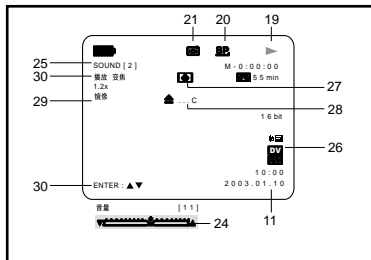 21 20 19
25 SOUND [ 2 ] M - 0 : 0 0 : 0 0
30 播放 变焦 5 5 min
1.2x 27
29 镜像
... C 28
1 6 bit
DV 26
1 0 : 0 0
30 ENTER : ▲ ▼ 2 0 0 3 . 0 1 . 1 0
音量 [ 1 1 ] 11
24